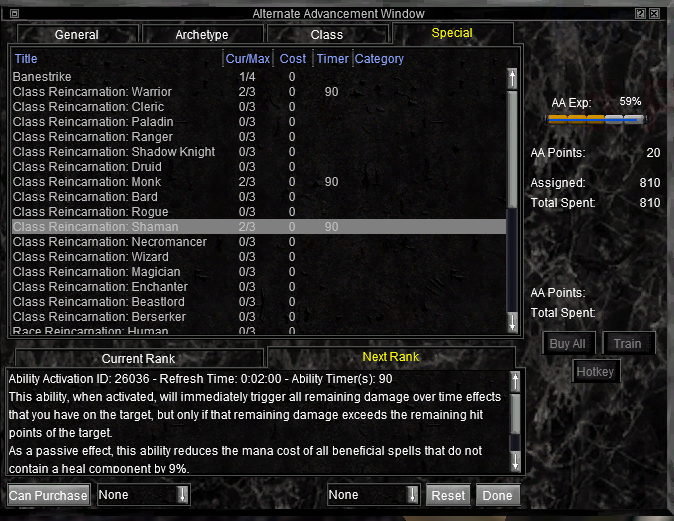 Alternate Advancement Window
General Archetype Class Special
Title Cur/Max Cost Timer Category
Banestrike 1/4 0
Class Reincarnation: Warrior 2/3 0 90
Class Reincarnation: Cleric 0/3 0
Class Reincarnation: Paladin 0/3 0
Class Reincarnation: Ranger 0/3 0
Class Reincarnation: Shadow Knight 0/3 0
Class Reincarnation: Druid 0/3 0
Class Reincarnation: Monk 2/3 0 90
Class Reincarnation: Bard 0/3 0
Class Reincarnation: Rogue 0/3 0
Class Reincarnation: Shaman 2/3 0 90
Class Reincarnation: Necromancer 0/3 0
Class Reincarnation: Wizard 0/3 0
Class Reincarnation: Magician 0/3 0
Class Reincarnation: Enchanter 0/3 0
Class Reincarnation: Beastlord 0/3 0
Class Reincarnation: Berserker 0/3 0
Race Reincarnation: Human 0/3 0
AA Exp: 59%
AA Points: 20
Assigned: 810
Total Spent: 810
AA Points:
Total Spent:
Buy All Train
Hotkey
Current Rank Next Rank
Ability Activation ID: 26036 - Refresh Time: 0:02:00 - Ability Timer(s): 90
This ability, when activated, will immediately trigger all remaining damage over time effects
that you have on the target, but only if that remaining damage exceeds the remaining hit
points of the target.
As a passive effect, this ability reduces the mana cost of all beneficial spells that do not
contain a heal component by 9%.
Can Purchase None None Reset Done